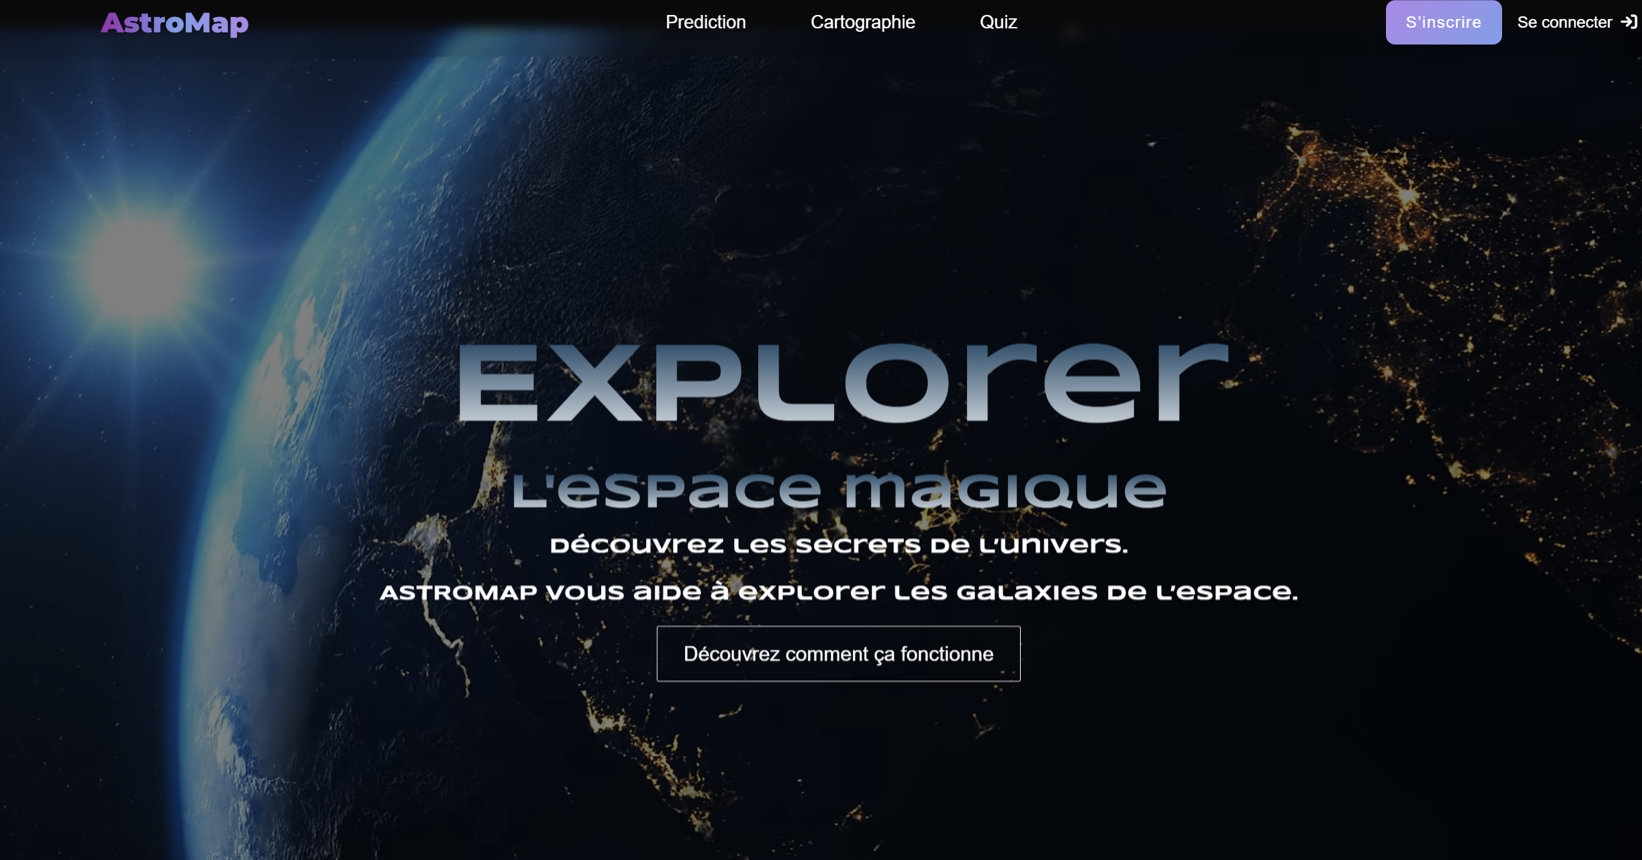 AstroMap
Prediction
Cartographie
Quiz
S'inscrire
Se connecter
Explorer
L'espace magique
Découvrez les secrets de l'univers.
ASTROMAP vous aide à explorer les galaxies de l'espace.
Découvrez comment ça fonctionne